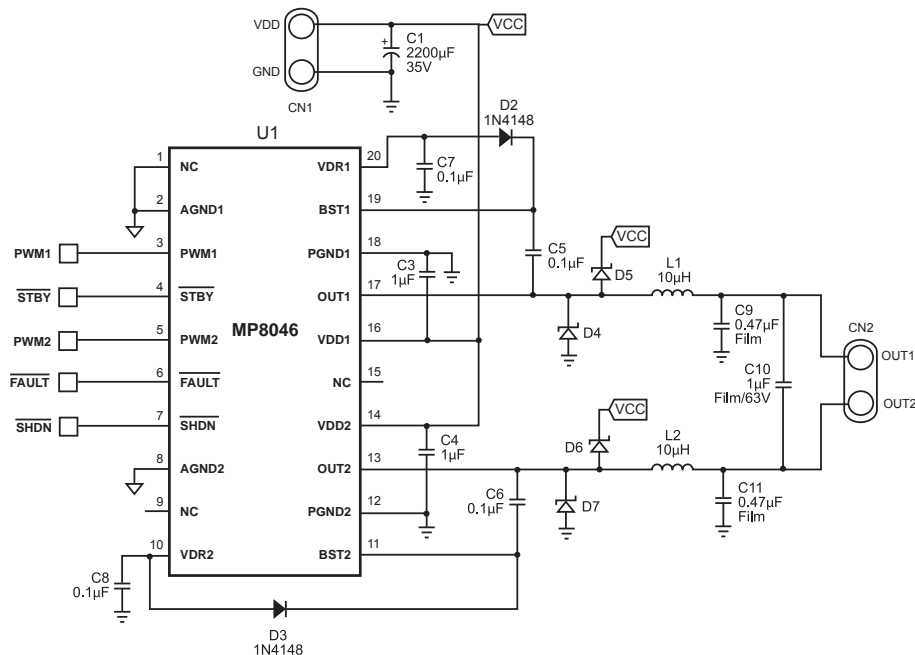 VDD
VCC
C1
2200µF
35V
+
GND
CN1
D2
1N4148
U1
1
NC
20
VDR1
C7
0.1µF
2
AGND1
19
BST1
PWM1
3
PWM1
18
PGND1
C3
1µF
C5
0.1µF
VCC
D5
L1
10µH
STBY
4
STBY
17
OUT1
MP8046
D4
C9
0.47µF
Film
CN2
OUT1
PWM2
5
PWM2
16
VDD1
C10
1µF
Film/63V
FAULT
6
FAULT
15
NC
OUT2
SHDN
7
SHDN
14
VDD2
C4
1µF
VCC
D6
L2
10µH
8
AGND2
13
OUT2
C6
0.1µF
D7
C11
0.47µF
Film
9
NC
12
PGND2
10
VDR2
11
BST2
C8
0.1µF
D3
1N4148